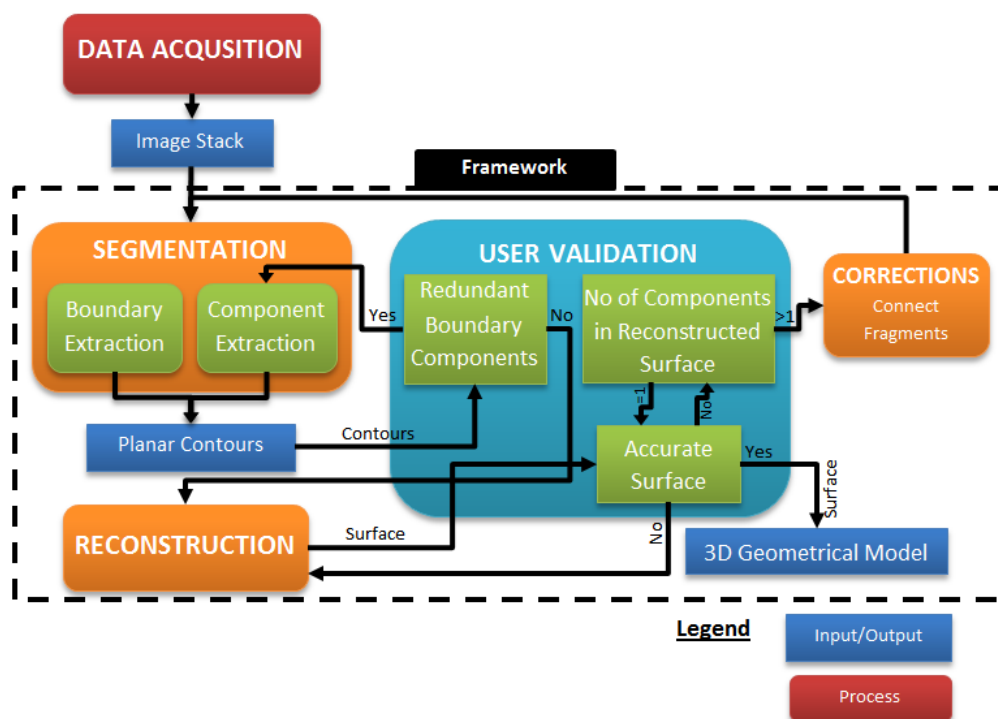 DATA ACQUSITION
Image Stack
Framework
SEGMENTATION
Boundary
Extraction
Component
Extraction
Yes
USER VALIDATION
Redundant
Boundary
Components
No
No of Components
in Reconstructed
Surface
>1
CORRECTIONS
Connect
Fragments
=1
No
Planar Contours
Contours
Accurate
Surface
Yes
Surface
No
RECONSTRUCTION
Surface
3D Geometrical Model
Legend
Input/Output
Process